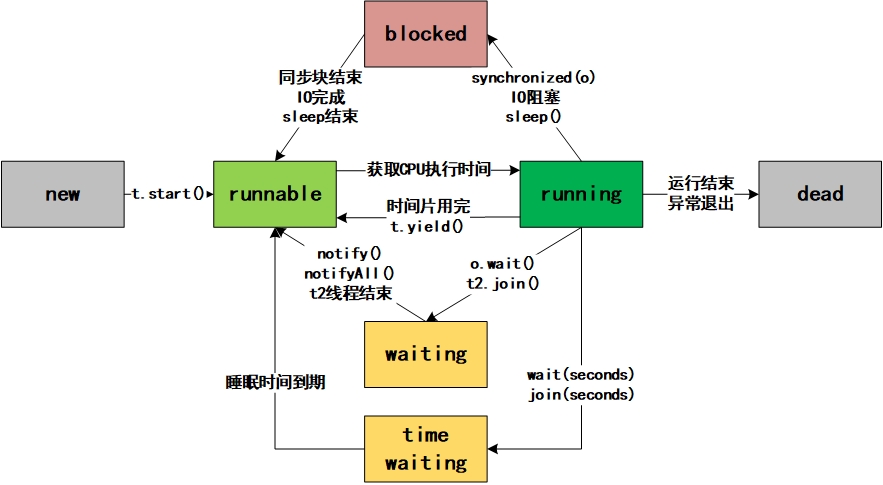 blocked
同步块结束
IO完成
sleep结束
synchronized(o)
IO阻塞
sleep()
new
t.start()
runnable
获取CPU执行时间
running
运行结束
异常退出
dead
时间片用完
t.yield()
notify()
notifyAll()
t2线程结束
o.wait()
t2.join()
waiting
睡眠时间到期
wait(seconds)
join(seconds)
time
waiting